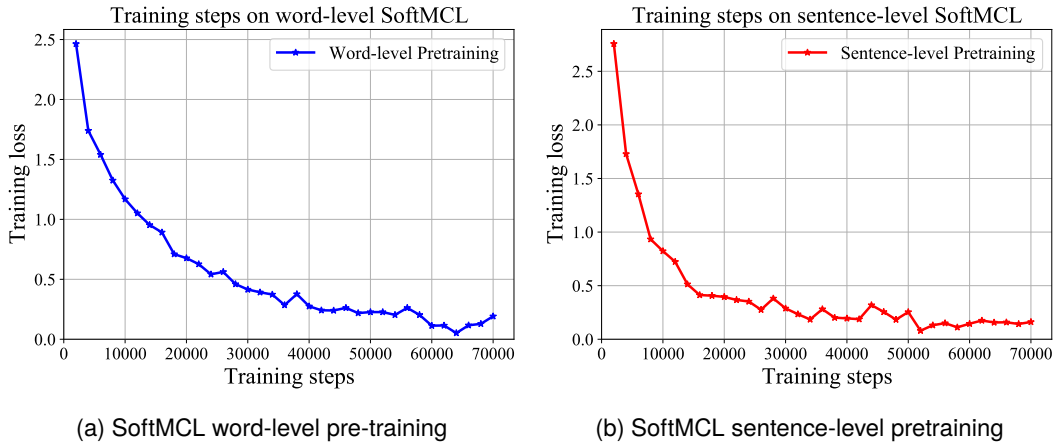 Training steps on word-level SoftMCL
2.5
2.0
1.5
1.0
0.5
0.0
Training loss
Word-level Pretraining
0 10000 20000 30000 40000 50000 60000 70000
Training steps
(a) SoftMCL word-level pre-training
Training steps on sentence-level SoftMCL
2.5
2.0
1.5
1.0
0.5
0.0
Training loss
Sentence-level Pretraining
0 10000 20000 30000 40000 50000 60000 70000
Training steps
(b) SoftMCL sentence-level pretraining